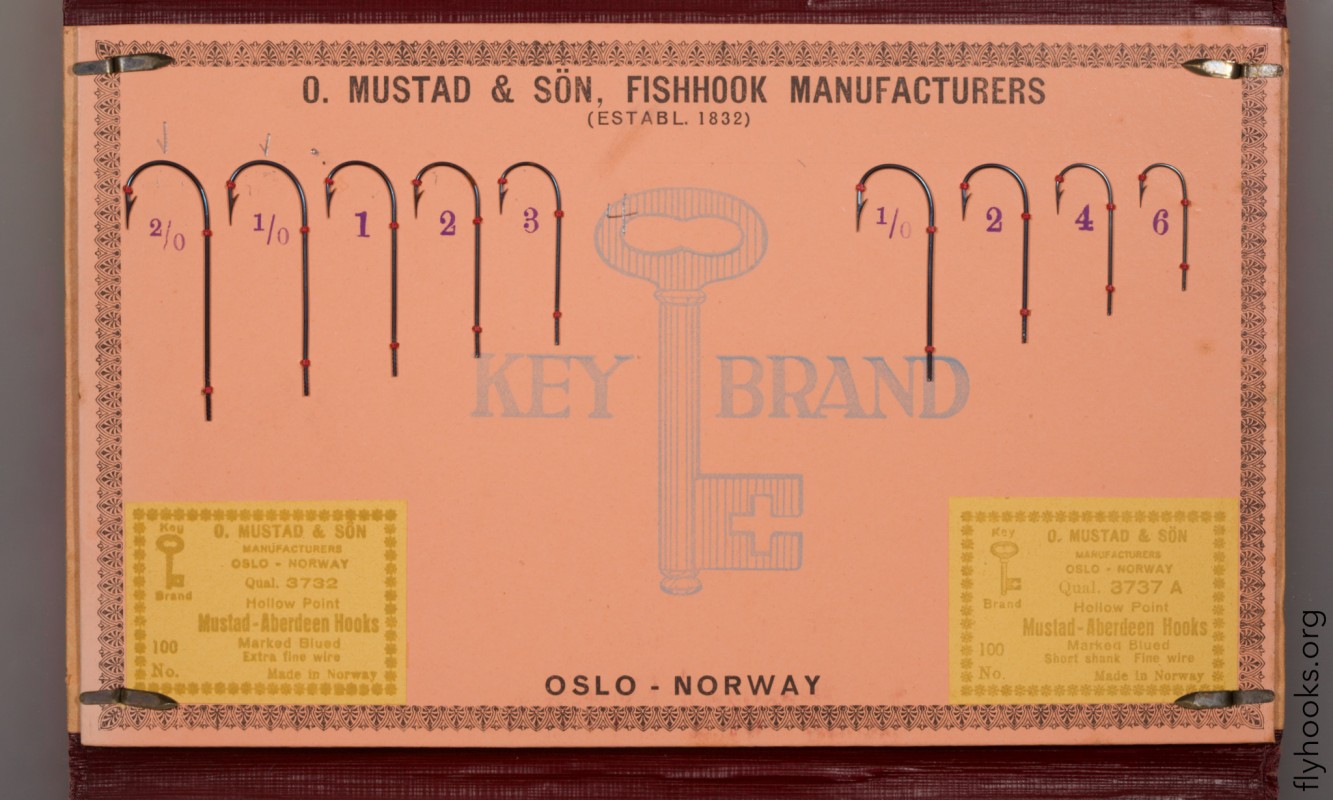 O. MUSTAD & SÖN, FISHHOOK MANUFACTURERS
(ESTABL. 1832)
2/0 1/0 1 2 3
1/0 2 4 6
KEY BRAND
Key
Brand
100
No.
O. MUSTAD & SÖN
MANUFACTURERS
OSLO - NORWAY
Qual. 3732
Hollow Point
Mustad-Aberdeen Hooks
Marked Blued
Extra fine wire
Made in Norway
Key
Brand
100
No.
O. MUSTAD & SÖN
MANUFACTURERS
OSLO - NORWAY
Qual. 3737 A
Hollow Point
Mustad-Aberdeen Hooks
Marked Blued
Short shank Fine wire
Made in Norway
OSLO - NORWAY
flyhooks.org